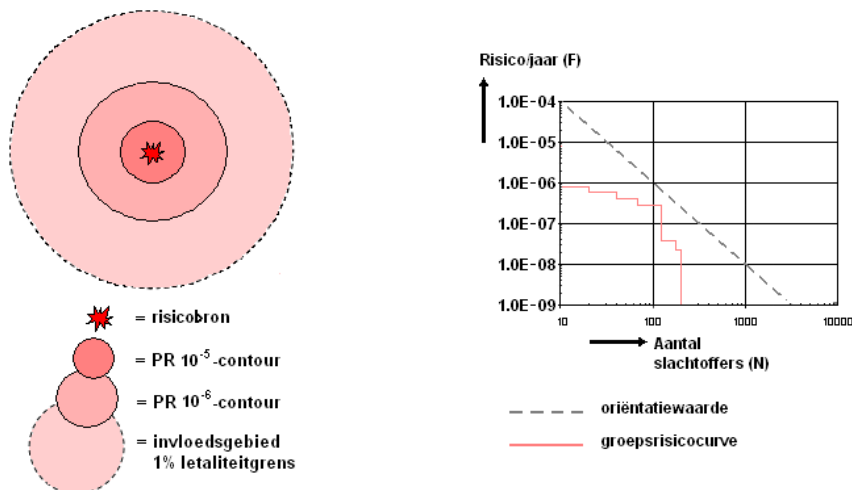 = risicobron
= PR 10⁻⁵-contour
= PR 10⁻⁶-contour
= invloedsgebied
1% letaliteitgrens
Risico/jaar (F)
1.0E-04
1.0E-05
1.0E-06
1.0E-07
1.0E-08
1.0E-09
10 100 1000 10000
Aantal
slachtoffers (N)
oriëntatiewaarde
groepsrisicocurve